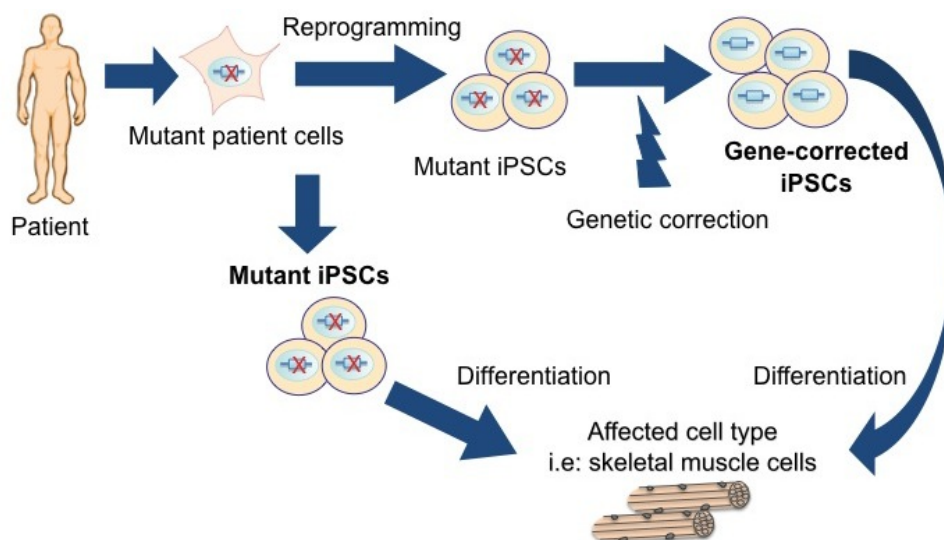 Reprogramming
Mutant patient cells
Mutant iPSCs
Gene-corrected
iPSCs
Patient
Genetic correction
Mutant iPSCs
Differentiation
Differentiation
Affected cell type
i.e: skeletal muscle cells